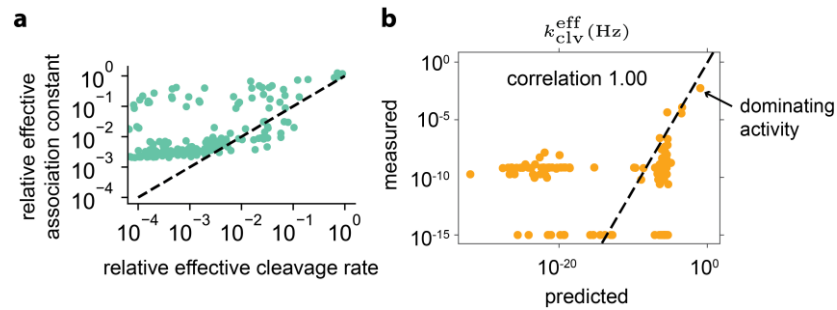 a
relative effective
association constant
10^0
10^-1
10^-2
10^-3
10^-4
10^-4 10^-3 10^-2 10^-1 10^0
relative effective cleavage rate
b
k_clv^eff(Hz)
correlation 1.00
dominating
activity
measured
10^0
10^-5
10^-10
10^-15
10^-20 10^0
predicted